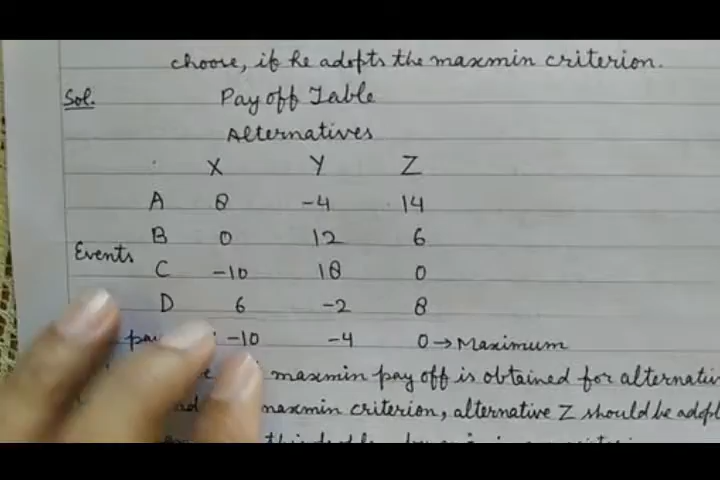 choose, if he adopts the maxmin criterion.
Sol. Pay off Table
Alternatives
X Y Z
A 8 -4 14
B 0 12 6
Events
C -10 18 0
D 6 -2 8
-10 -4 0 → Maximum
maxmin pay off is obtained for
maxmin criterion, alternative Z should be